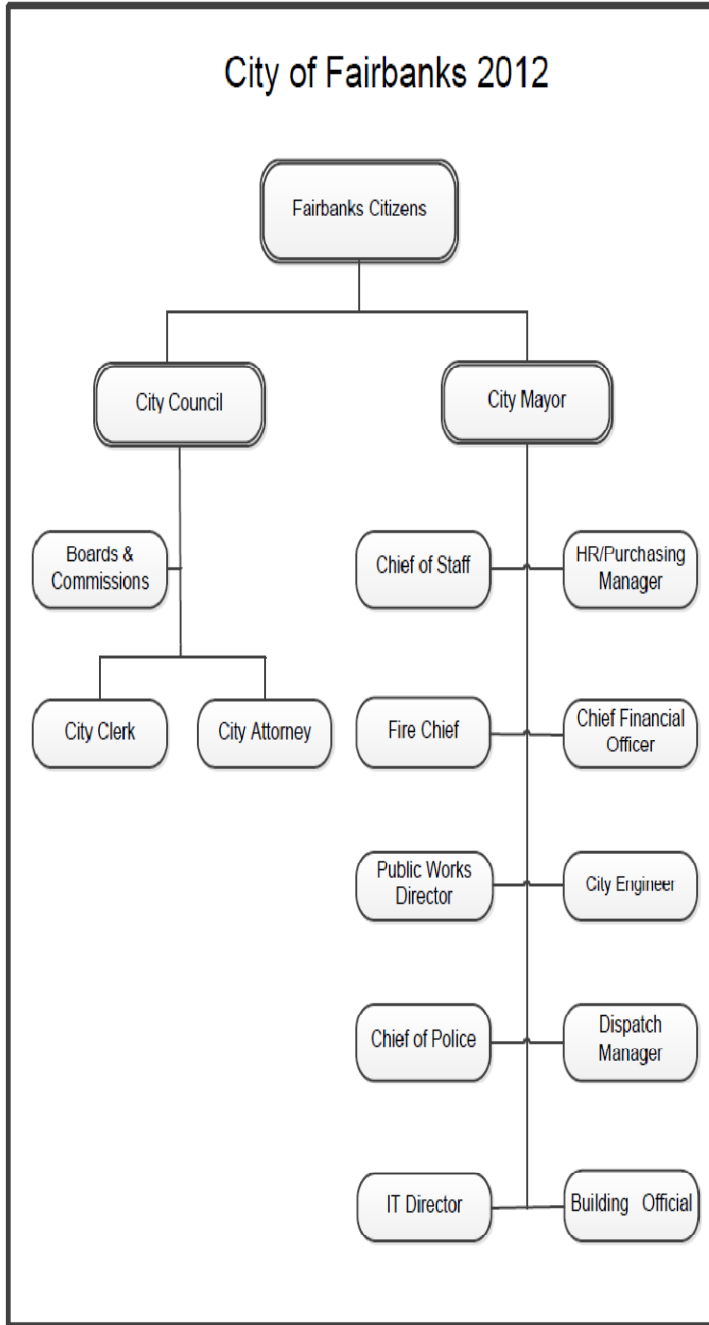 City of Fairbanks 2012
Fairbanks Citizens
City Council
City Mayor
Boards &
Commissions
Chief of Staff
HR/Purchasing
Manager
City Clerk
City Attorney
Fire Chief
Chief Financial
Officer
Public Works
Director
City Engineer
Chief of Police
Dispatch
Manager
IT Director
Building Official